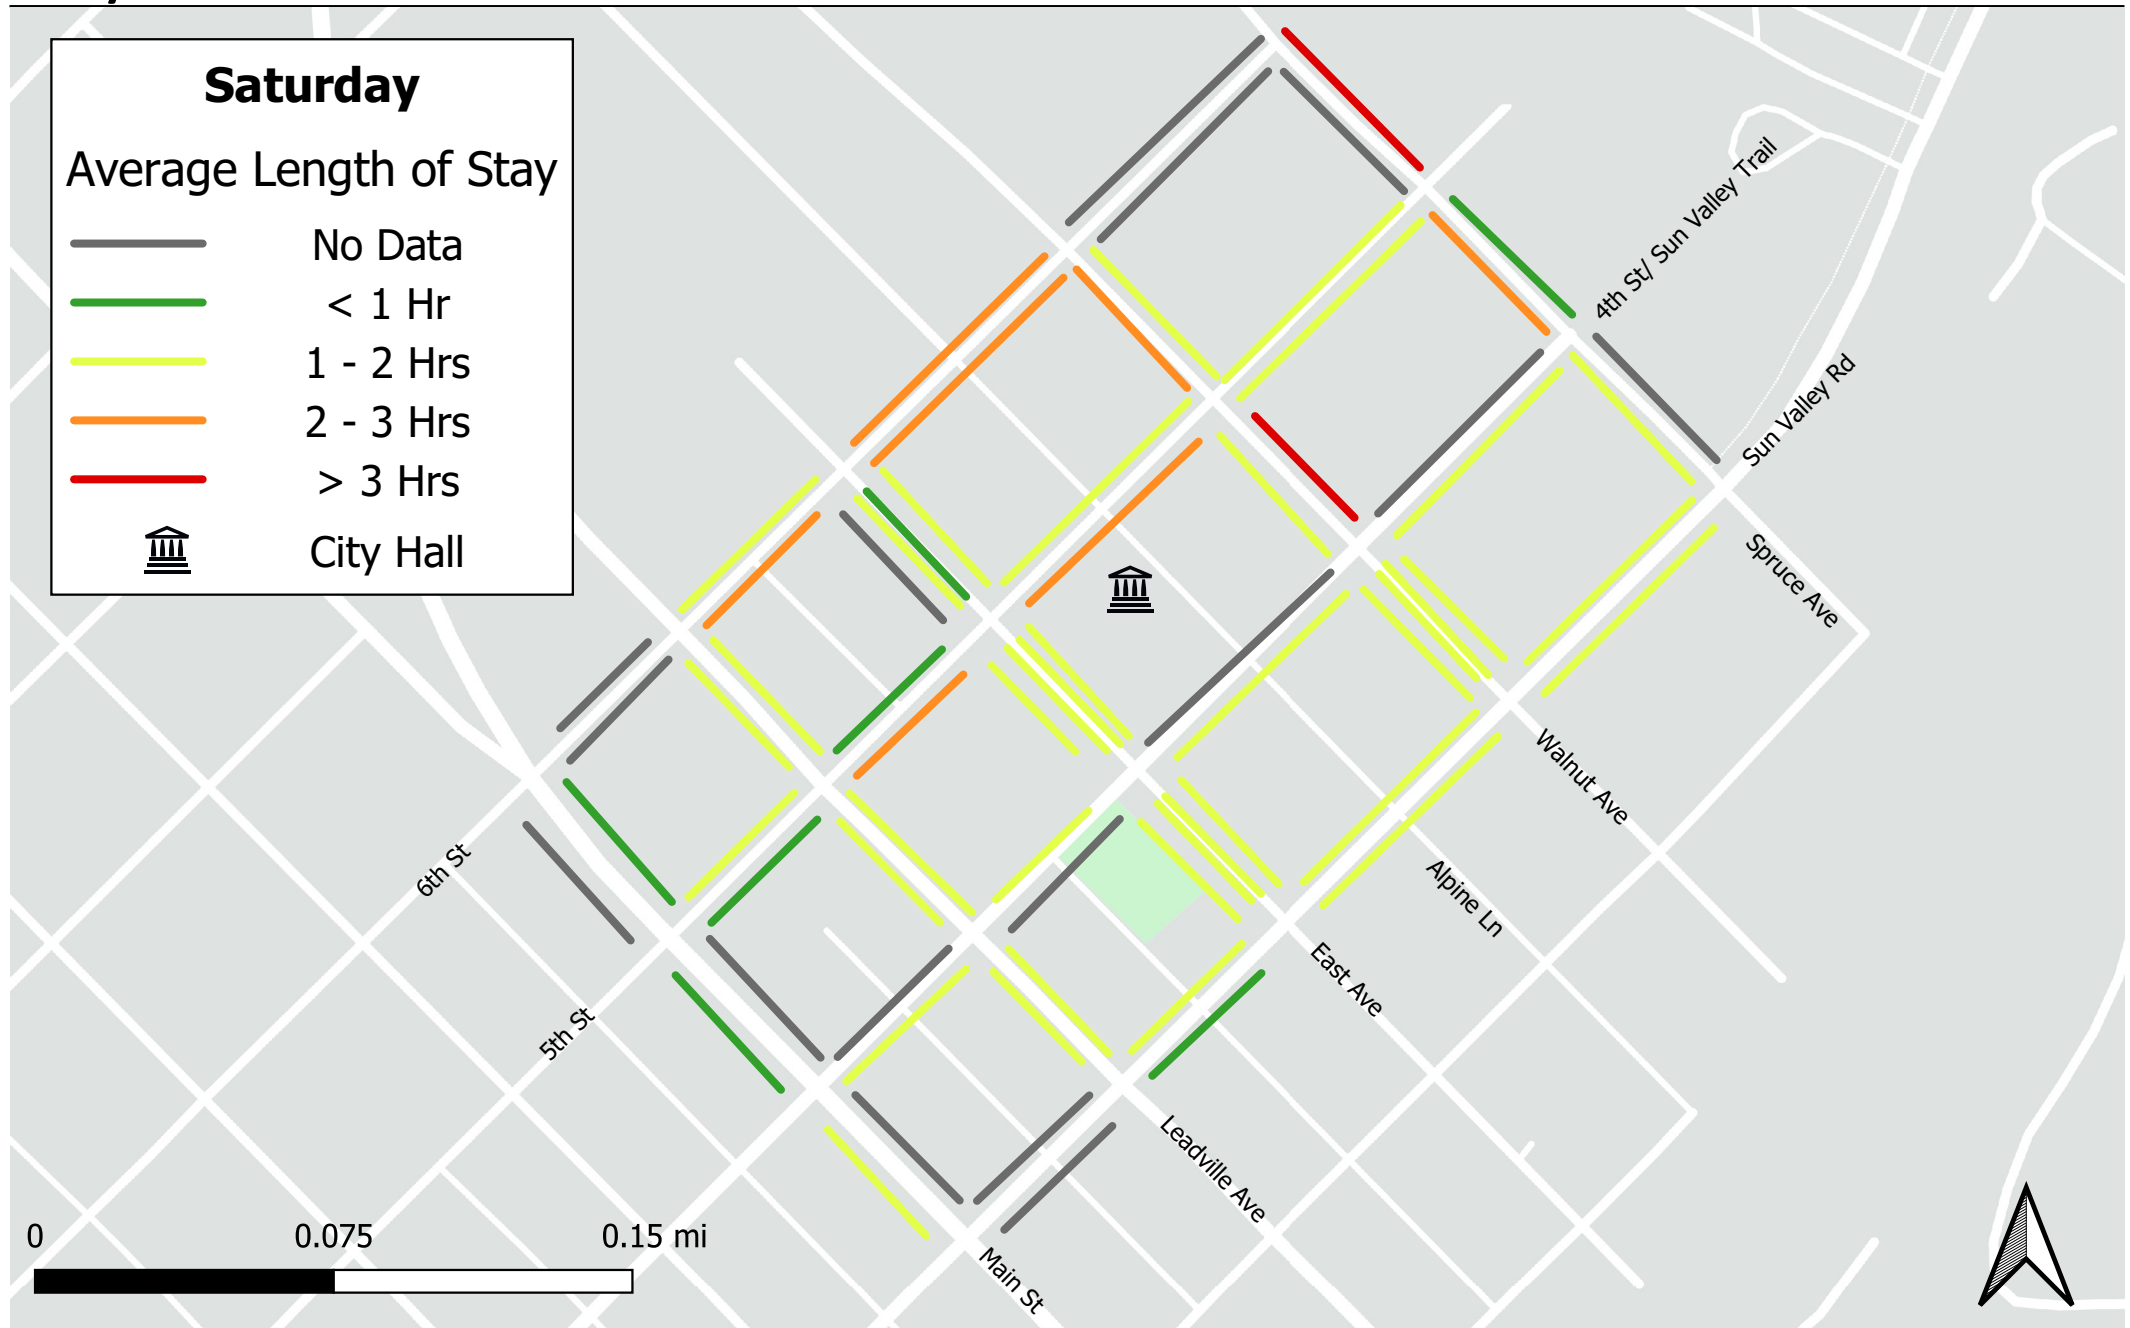 Saturday
Average Length of Stay
No Data
< 1 Hr
1 - 2 Hrs
2 - 3 Hrs
> 3 Hrs
City Hall
4th St/ Sun Valley Trail
Sun Valley Rd
Spruce Ave
Walnut Ave
Alpine Ln
East Ave
Leadville Ave
Main St
6th St
5th St
0 0.075 0.15 mi